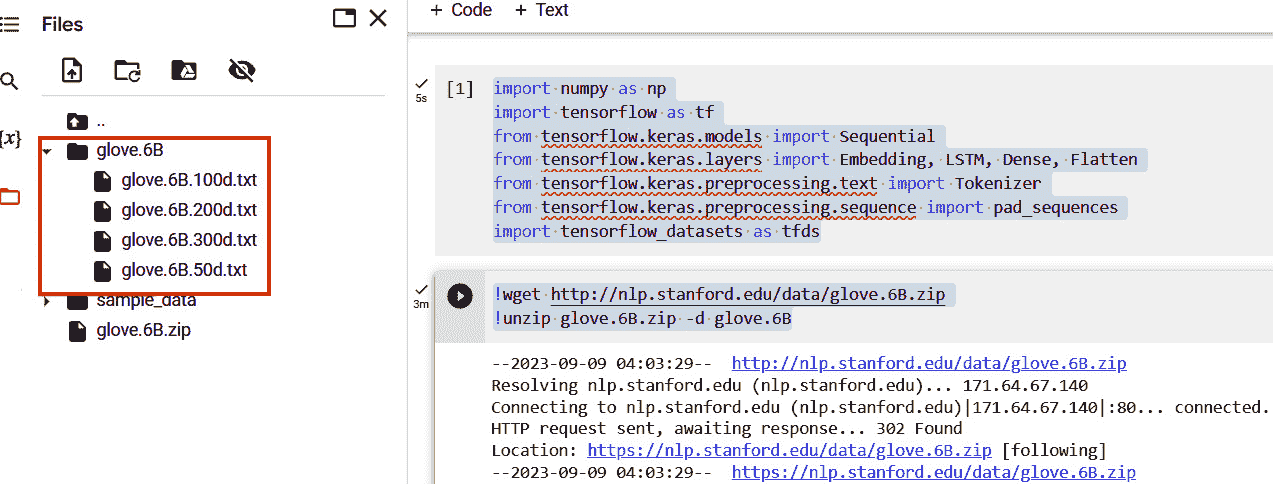 Files
..
glove.6B
glove.6B.100d.txt
glove.6B.200d.txt
glove.6B.300d.txt
glove.6B.50d.txt
sample_data
glove.6B.zip
{x}
+ Code + Text
5s
[1]
import numpy as np
import tensorflow as tf
from tensorflow.keras.models import Sequential
from tensorflow.keras.layers import Embedding, LSTM, Dense, Flatten
from tensorflow.keras.preprocessing.text import Tokenizer
from tensorflow.keras.preprocessing.sequence import pad_sequences
import tensorflow_datasets as tfds
3m
!wget http://nlp.stanford.edu/data/glove.6B.zip
!unzip glove.6B.zip -d glove.6B
--2023-09-09 04:03:29-- http://nlp.stanford.edu/data/glove.6B.zip
Resolving nlp.stanford.edu (nlp.stanford.edu)... 171.64.67.140
Connecting to nlp.stanford.edu (nlp.stanford.edu)|171.64.67.140|:80... connected.
HTTP request sent, awaiting response... 302 Found
Location: https://nlp.stanford.edu/data/glove.6B.zip [following]
--2023-09-09 04:03:29-- https://nlp.stanford.edu/data/glove.6B.zip